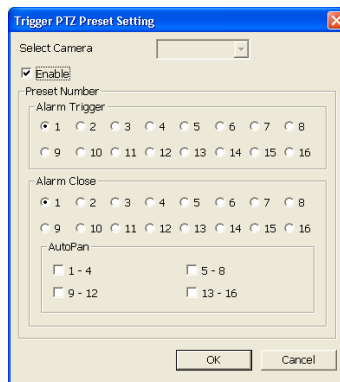 Trigger PTZ Preset Setting
Select Camera
Enable
Preset Number
Alarm Trigger
1 2 3 4 5 6 7 8
9 10 11 12 13 14 15 16
Alarm Close
1 2 3 4 5 6 7 8
9 10 11 12 13 14 15 16
AutoPan
1 - 4 5 - 8
9 - 12 13 - 16
OK Cancel